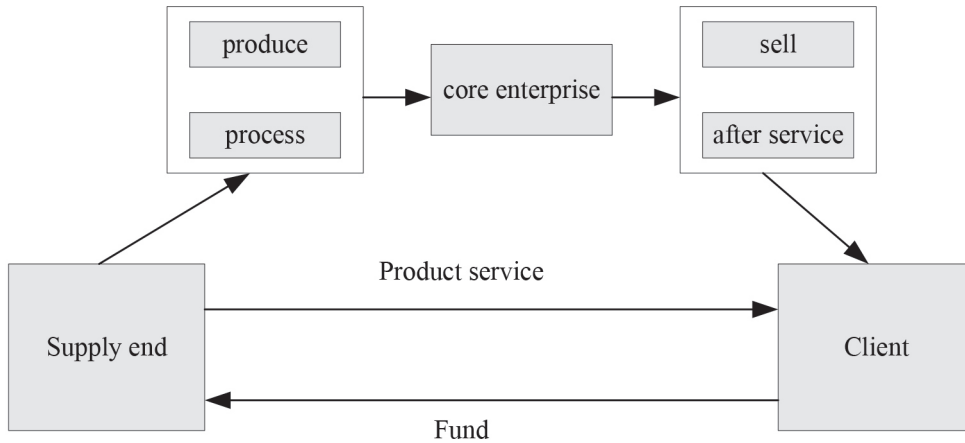 produce
process
core enterprise
sell
after service
Product service
Supply end
Client
Fund